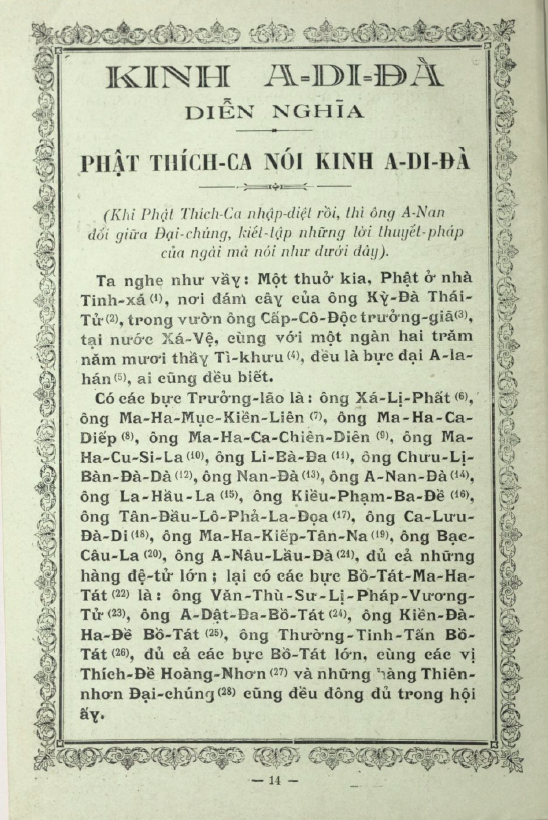 KINH A-DI-ĐÀ
DIỄN NGHĨA
PHẬT THÍCH-CA NÓI KINH A-DI-ĐÀ
(Khi Phật Thích-Ca nhập-diệt rồi, thì ông A-Nan
đối giữa Đại-chúng, kiết-tập những lời thuyết-pháp
của ngài mà nói như dưới đây).
Ta nghe như vầy: Một thuở kia, Phật ở nhà
Tinh-xá (1), nơi đám cây của ông Kỳ-Đà Thái-
Tử (2), trong vườn ông Cấp-Cô-Độc trưởng-giả (3),
tại nước Xá-Vệ, cùng với một ngàn hai trăm
năm mươi thầy Tì-khưu (4), đều là bực đại A-la-
hán (5), ai cũng đều biết.
Có các bực Trưởng-lão là: ông Xá-Lị-Phất (6),
ông Ma-Ha-Mục-Kiền-Liên (7), ông Ma-Ha-Ca-
Diếp (8), ông Ma-Ha-Ca-Chiên-Diên (9), ông Ma-
Ha-Cu-Si-La (10), ông Li-Bà-Đa (11), ông Chưu-Lị-
Bàn-Đà-Dà (12), ông Nan-Đà (13), ông A-Nan-Đà (14),
ông La-Hầu-La (15), ông Kiều-Phạm-Ba-Đề (16),
ông Tân-Đầu-Lô-Phả-La-Đọa (17), ông Ca-Lưu-
Đà-Di (18), ông Ma-Ha-Kiếp-Tân-Na (19), ông Bạc-
Câu-La (20), ông A-Nâu-Lầu-Đà (21), đủ cả những
hàng đệ-tử lớn; lại có các bực Bồ-Tát-Ma-Ha-
Tát (22) là: ông Văn-Thù-Sư-Lị-Pháp-Vương-
Tử (23), ông A-Dật-Đa-Bồ-Tát (24), ông Kiền-Đà-
Ha-Đề Bồ-Tát (25), ông Thường-Tinh-Tấn Bồ-
Tát (26), đủ cả các bực Bồ-Tát lớn, cùng các vị
Thích-Đề Hoàng-Nhơn (27) và những hàng Thiên-
nhơn Đại-chúng (28) cũng đều đông đủ trong hội
ấy.
— 14 —